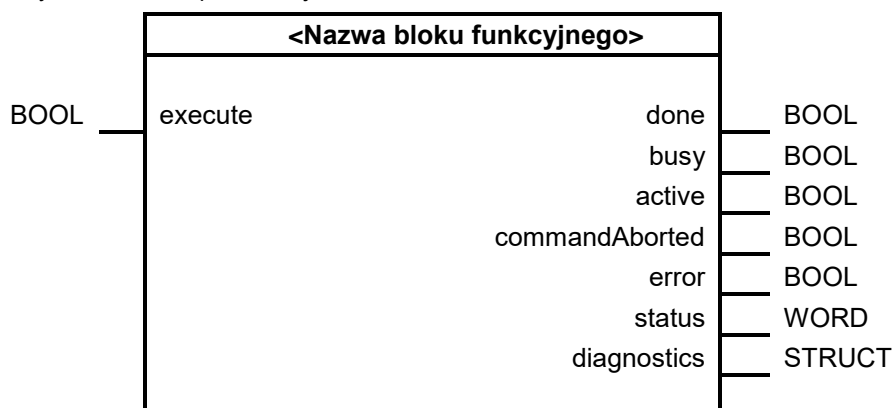 <Nazwa bloku funkcyjnego>
BOOL execute done BOOL
busy BOOL
active BOOL
commandAborted BOOL
error BOOL
status WORD
diagnostics STRUCT